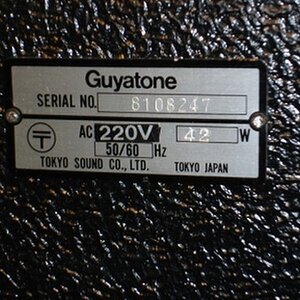 Guyatone
SERIAL NO. 8108247
AC 220V 42 W
50/60 Hz
TOKYO SOUND CO., LTD. TOKYO JAPAN